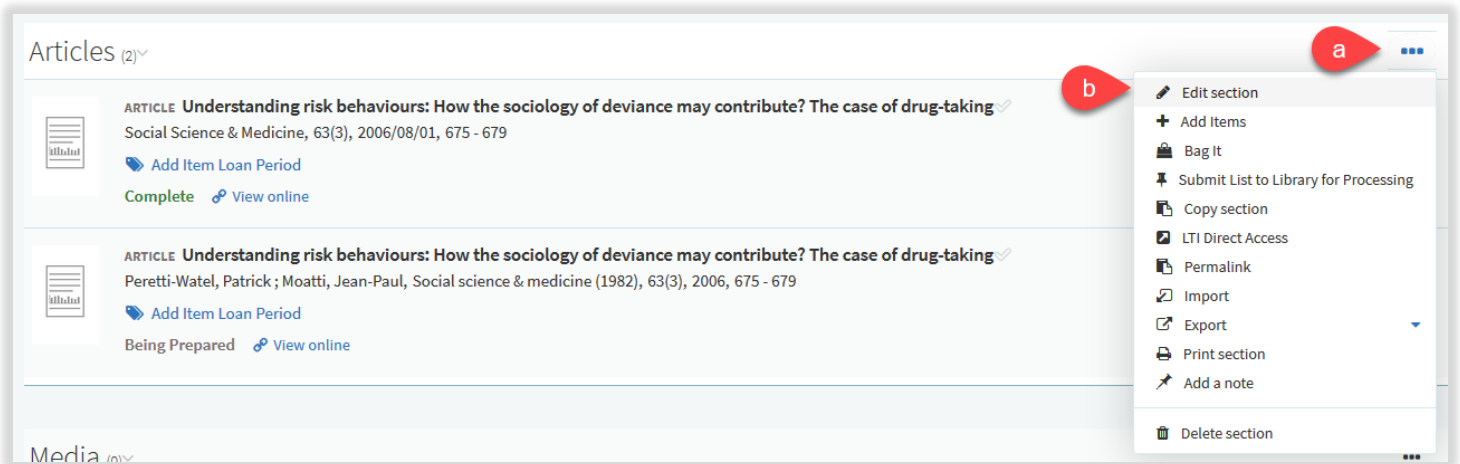 Articles (2)
a
ARTICLE Understanding risk behaviours: How the sociology of deviance may contribute? The case of drug-taking
Social Science & Medicine, 63(3), 2006/08/01, 675 - 679
Add Item Loan Period
Complete View online
ARTICLE Understanding risk behaviours: How the sociology of deviance may contribute? The case of drug-taking
Peretti-Watel, Patrick ; Moatti, Jean-Paul, Social science & medicine (1982), 63(3), 2006, 675 - 679
Add Item Loan Period
Being Prepared View online
b
Edit section
Add Items
Bag It
Submit List to Library for Processing
Copy section
LTI Direct Access
Permalink
Import
Export
Print section
Add a note
Delete section
Media (0)